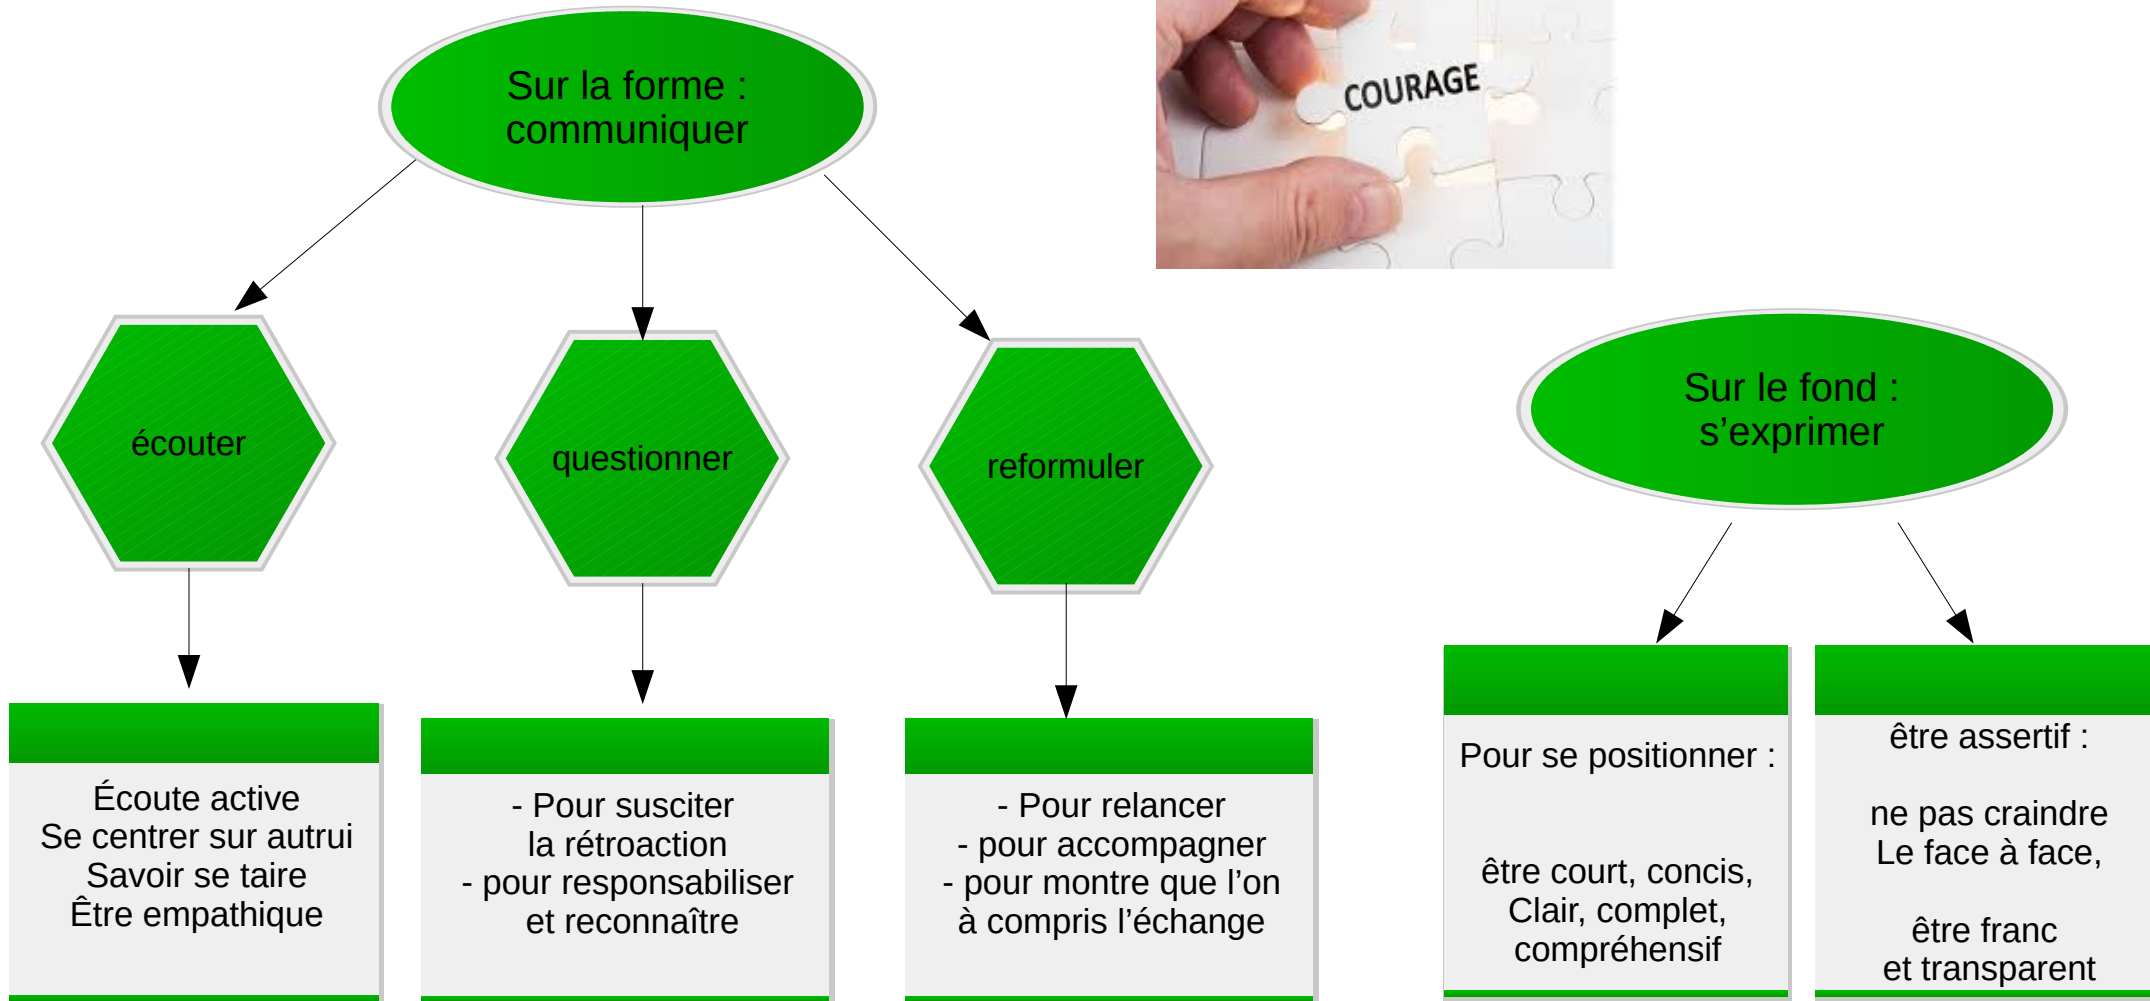 Sur la forme :
communiquer
COURAGE
écouter
questionner
reformuler
Sur le fond :
s’exprimer
Écoute active
Se centrer sur autrui
Savoir se taire
Être empathique
- Pour susciter
la rétroaction
- pour responsabiliser
et reconnaître
- Pour relancer
- pour accompagner
- pour montre que l’on
à compris l’échange
Pour se positionner :
être court, concis,
Clair, complet,
compréhensif
être assertif :
ne pas craindre
Le face à face,
être franc
et transparent